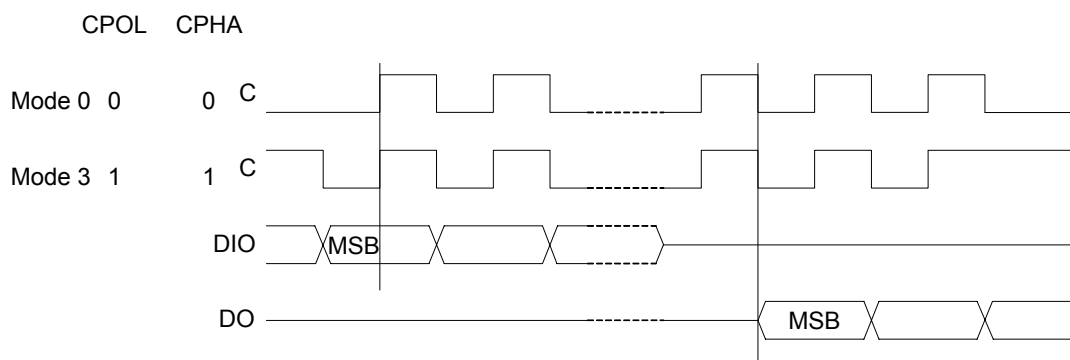 CPOL CPHA
Mode 0 0 0 C
Mode 3 1 1 C
DIO MSB
DO MSB